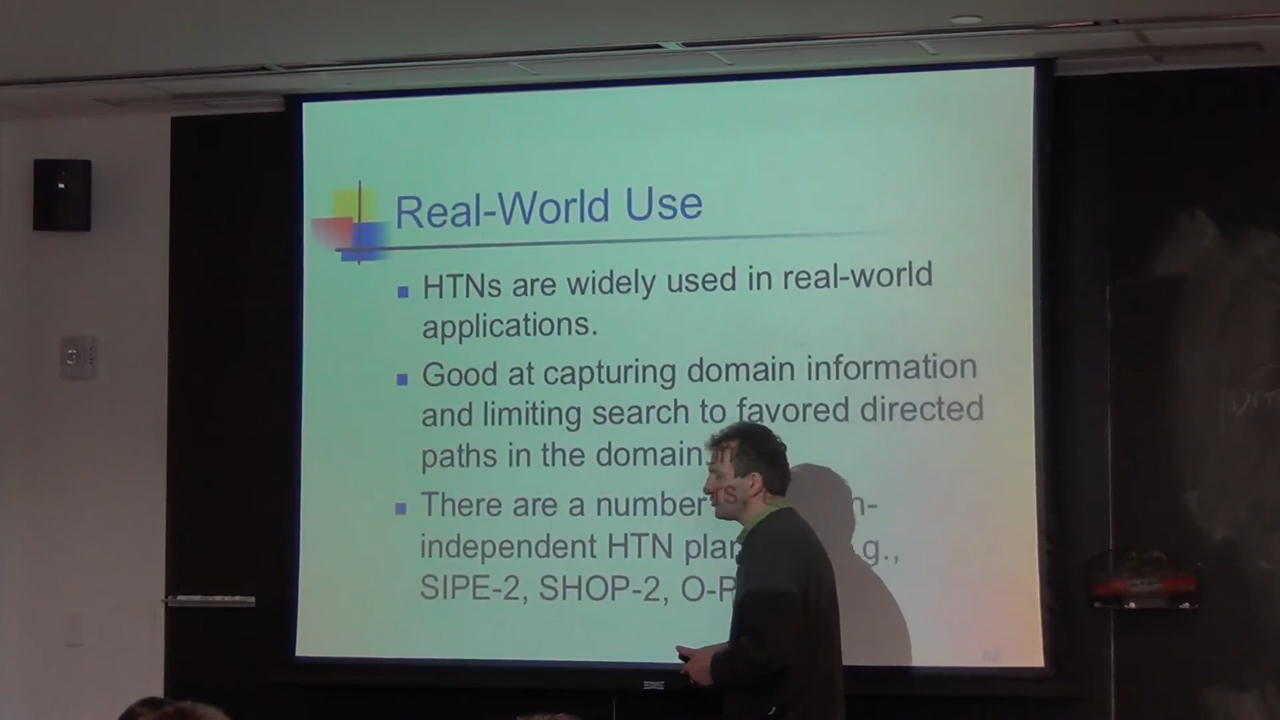 Real-World Use
HTNs are widely used in real-world
applications.
Good at capturing domain information
and limiting search to favored directed
paths in the domain.
There are a number
independent HTN g.,
SIPE-2, SHOP-2,